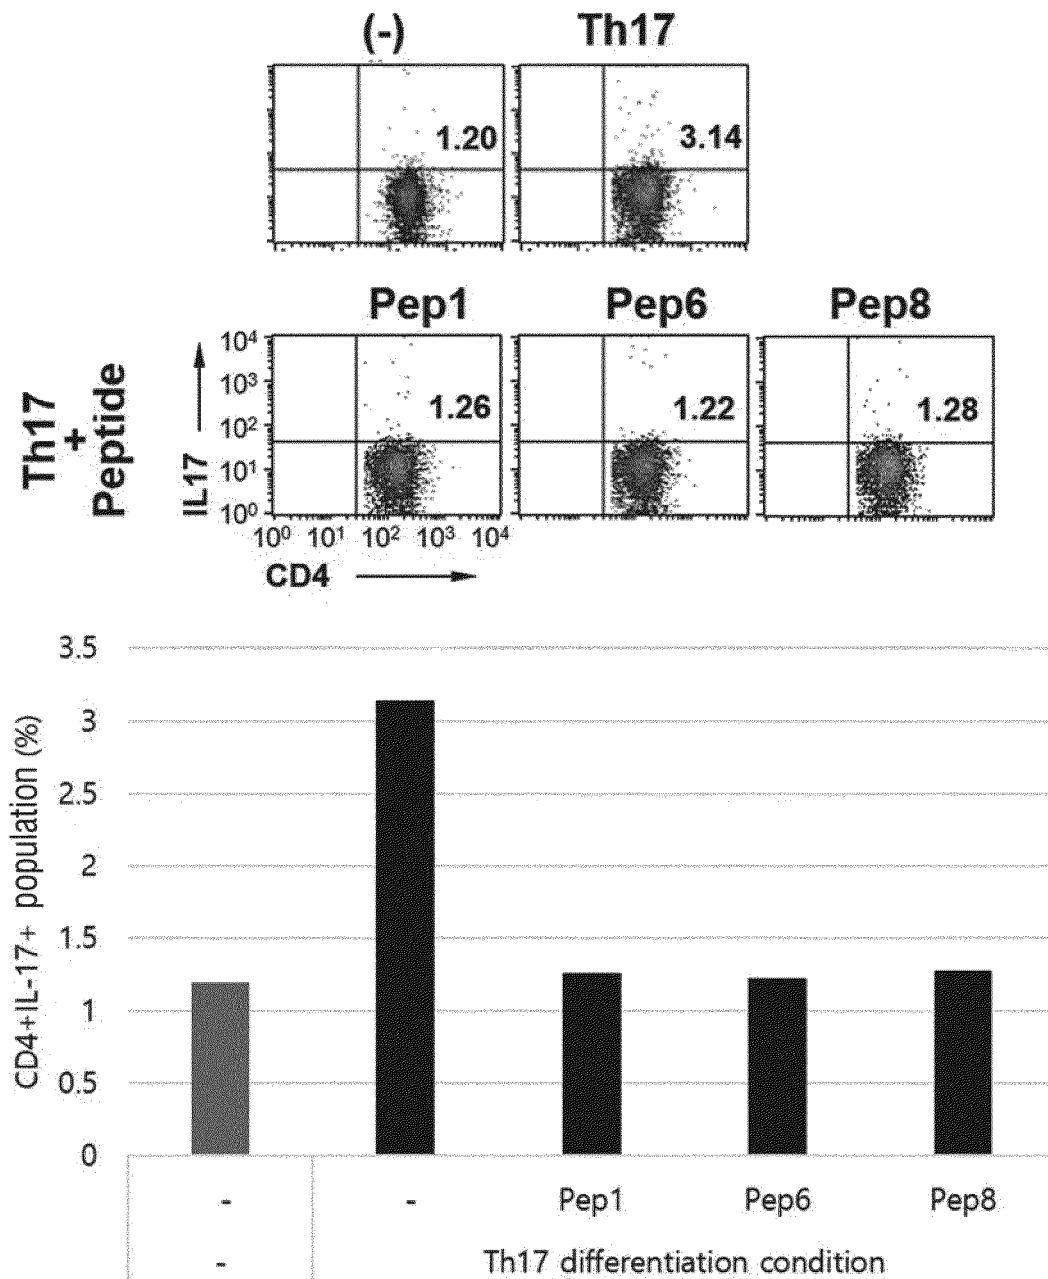 (-) Th17
1.20 3.14
Pep1 Pep6 Pep8
Th17
+
Peptide
IL17
10⁴
10³
10²
10¹
10⁰
1.26 1.22 1.28
10⁰ 10¹ 10² 10³ 10⁴
CD4
CD4+IL-17+ population (%)
3.5
3
2.5
2
1.5
1
0.5
0
- - Pep1 Pep6 Pep8
- Th17 differentiation condition